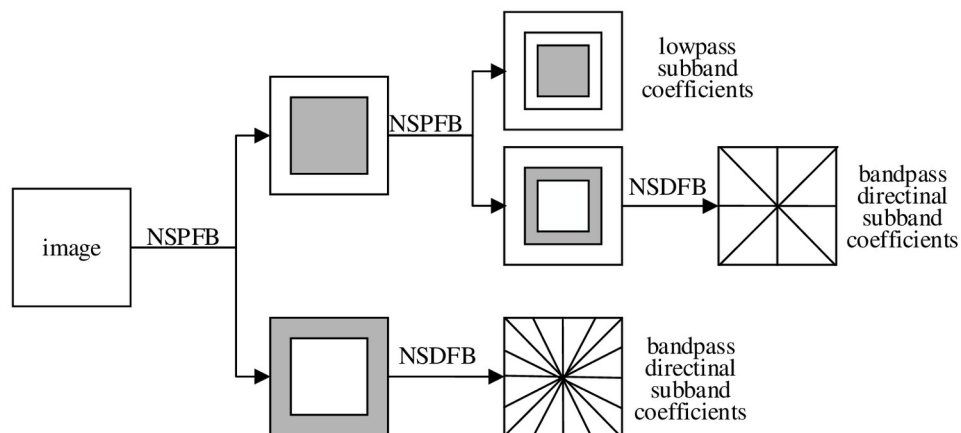 lowpass
subband
coefficients
NSPFB
NSDFB
bandpass
directinal
subband
coefficients
image
NSPFB
NSDFB
bandpass
directinal
subband
coefficients